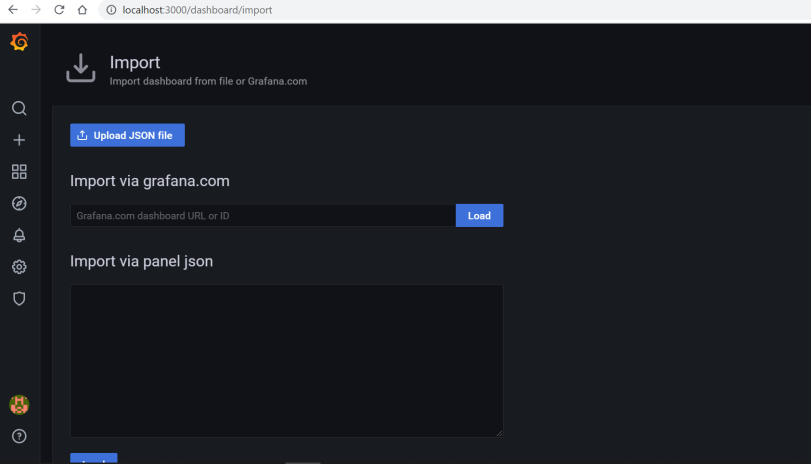 localhost:3000/dashboard/import
Import
Import dashboard from file or Grafana.com
Upload JSON file
Import via grafana.com
Grafana.com dashboard URL or ID
Load
Import via panel json